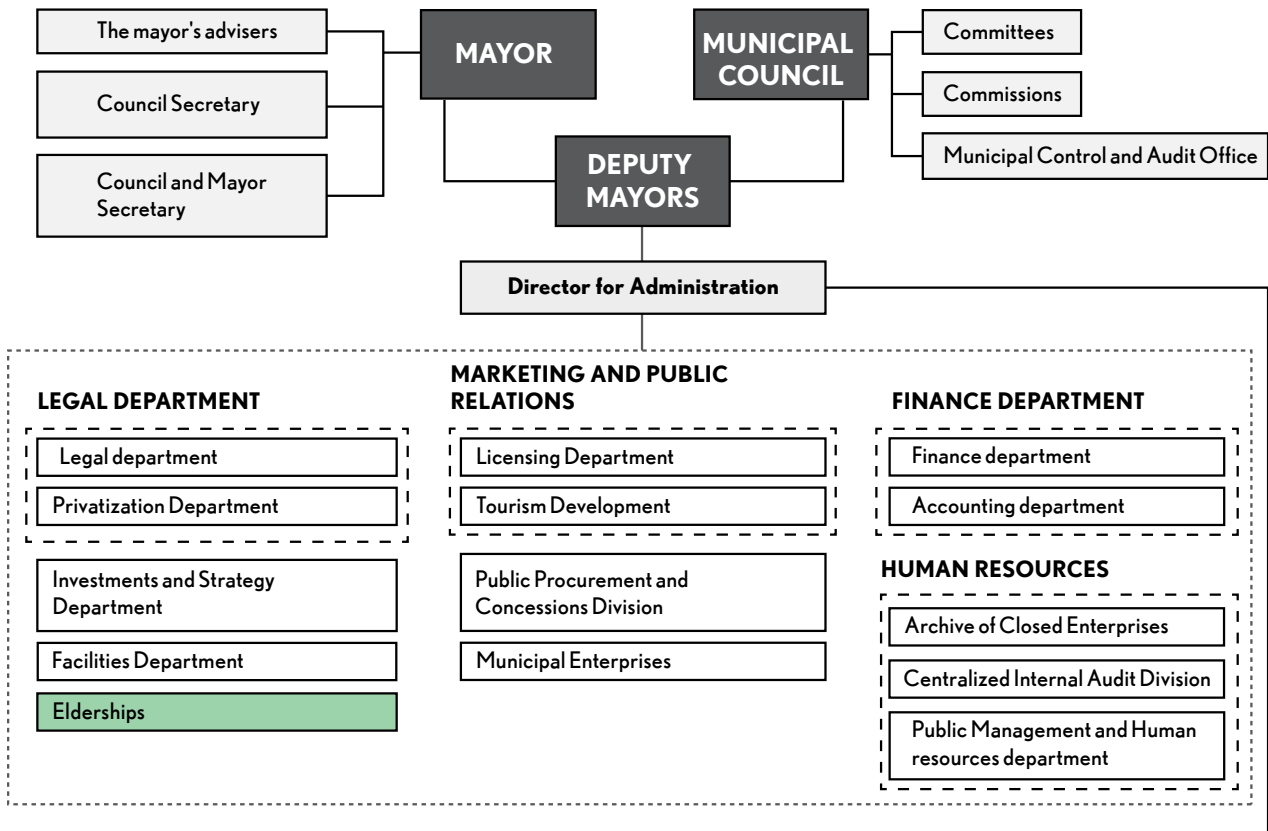 The mayor's advisers
Council Secretary
Council and Mayor
Secretary
MAYOR
MUNICIPAL
COUNCIL
Committees
Commissions
Municipal Control and Audit Office
DEPUTY
MAYORS
Director for Administration
LEGAL DEPARTMENT
Legal department
Privatization Department
Investments and Strategy
Department
Facilities Department
Elderships
MARKETING AND PUBLIC
RELATIONS
Licensing Department
Tourism Development
Public Procurement and
Concessions Division
Municipal Enterprises
FINANCE DEPARTMENT
Finance department
Accounting department
HUMAN RESOURCES
Archive of Closed Enterprises
Centralized Internal Audit Division
Public Management and Human
resources department